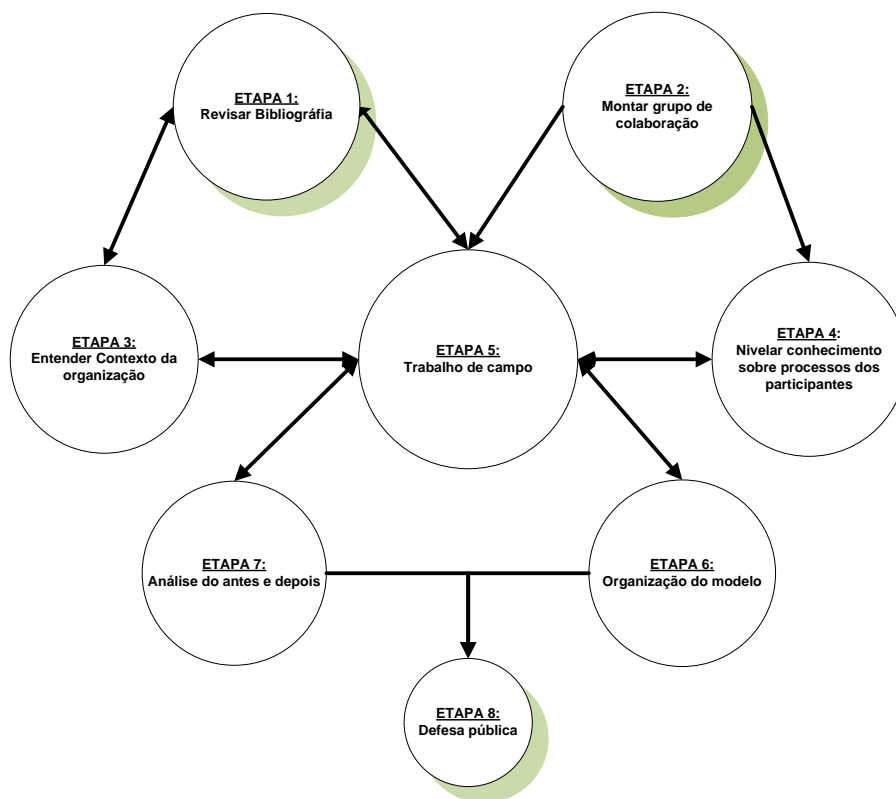 ETAPA 1:
Revisar Bibliográfia
ETAPA 2:
Montar grupo de
colaboração
ETAPA 3:
Entender Contexto da
organização
ETAPA 5:
Trabalho de campo
ETAPA 4:
Nivelar conhecimento
sobre processos dos
participantes
ETAPA 7:
Análise do antes e depois
ETAPA 6:
Organização do modelo
ETAPA 8:
Defesa pública